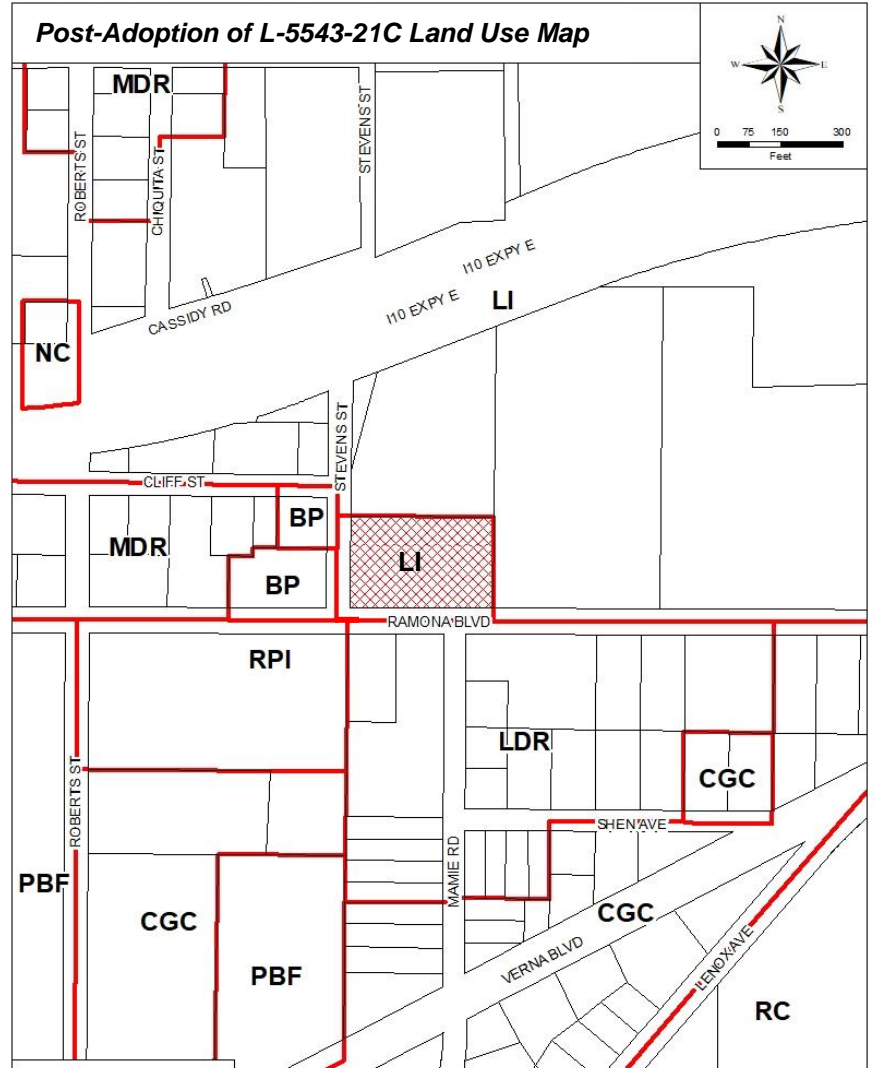 Post-Adoption of L-5543-21C Land Use Map
N
W
E
S
0 75 150 300
Feet
MDR
ROBERTS ST
CHIQUITA ST
STEVENS ST
CASSIDY RD
I10 EXPY E
I10 EXPY E
LI
NC
STEVENS ST
CLIFF ST
BP
MDR
LI
BP
RAMONA BLVD
RPI
LDR
CGC
ROBERTS ST
SHEN AVE
MAMIE RD
PBF
CGC
CGC
VERNA BLVD
LENOX AVE
PBF
RC